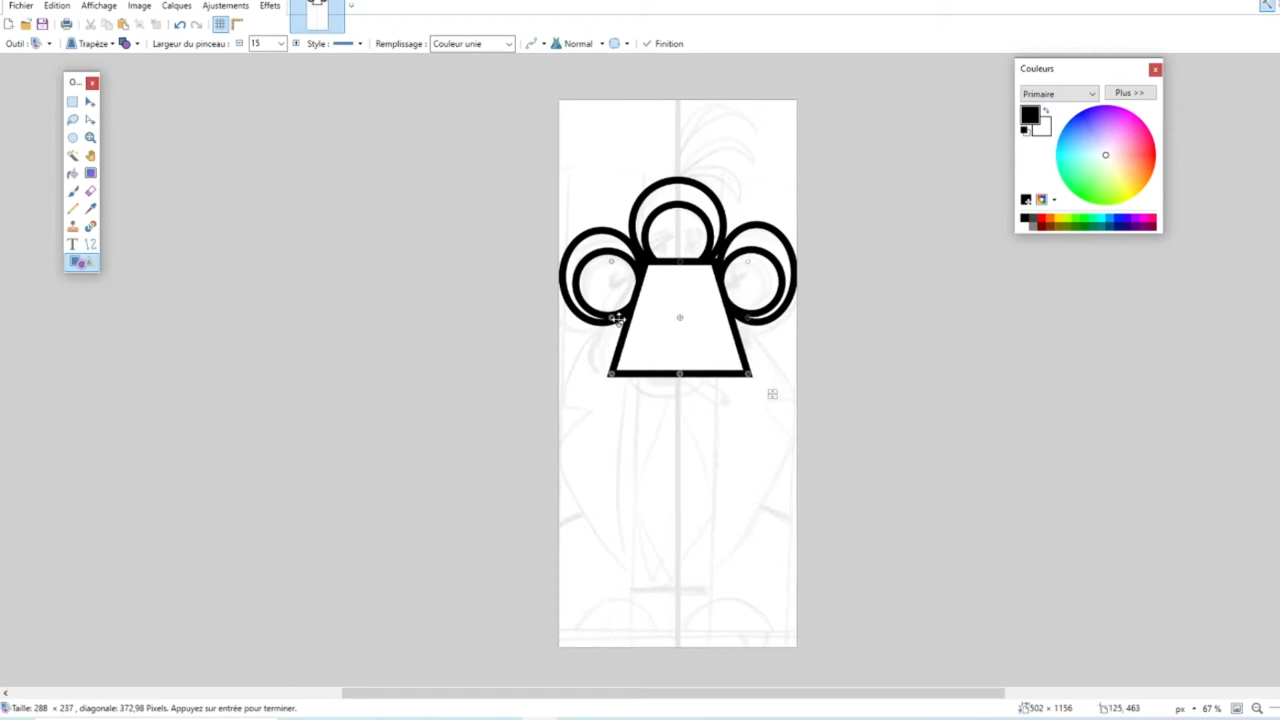 Fichier Edition Affichage Image Calques Ajustements Effets
Outil : Trapèze Largeur du pinceau : 15 Style : Remplissage : Couleur unie Normal Finition
O...
Couleurs
Primaire Plus >>
T
Taille: 288 × 237 , diagonale: 372,98 Pixels. Appuyez sur entrée pour terminer. 502 × 1156 125, 463 px 67 %